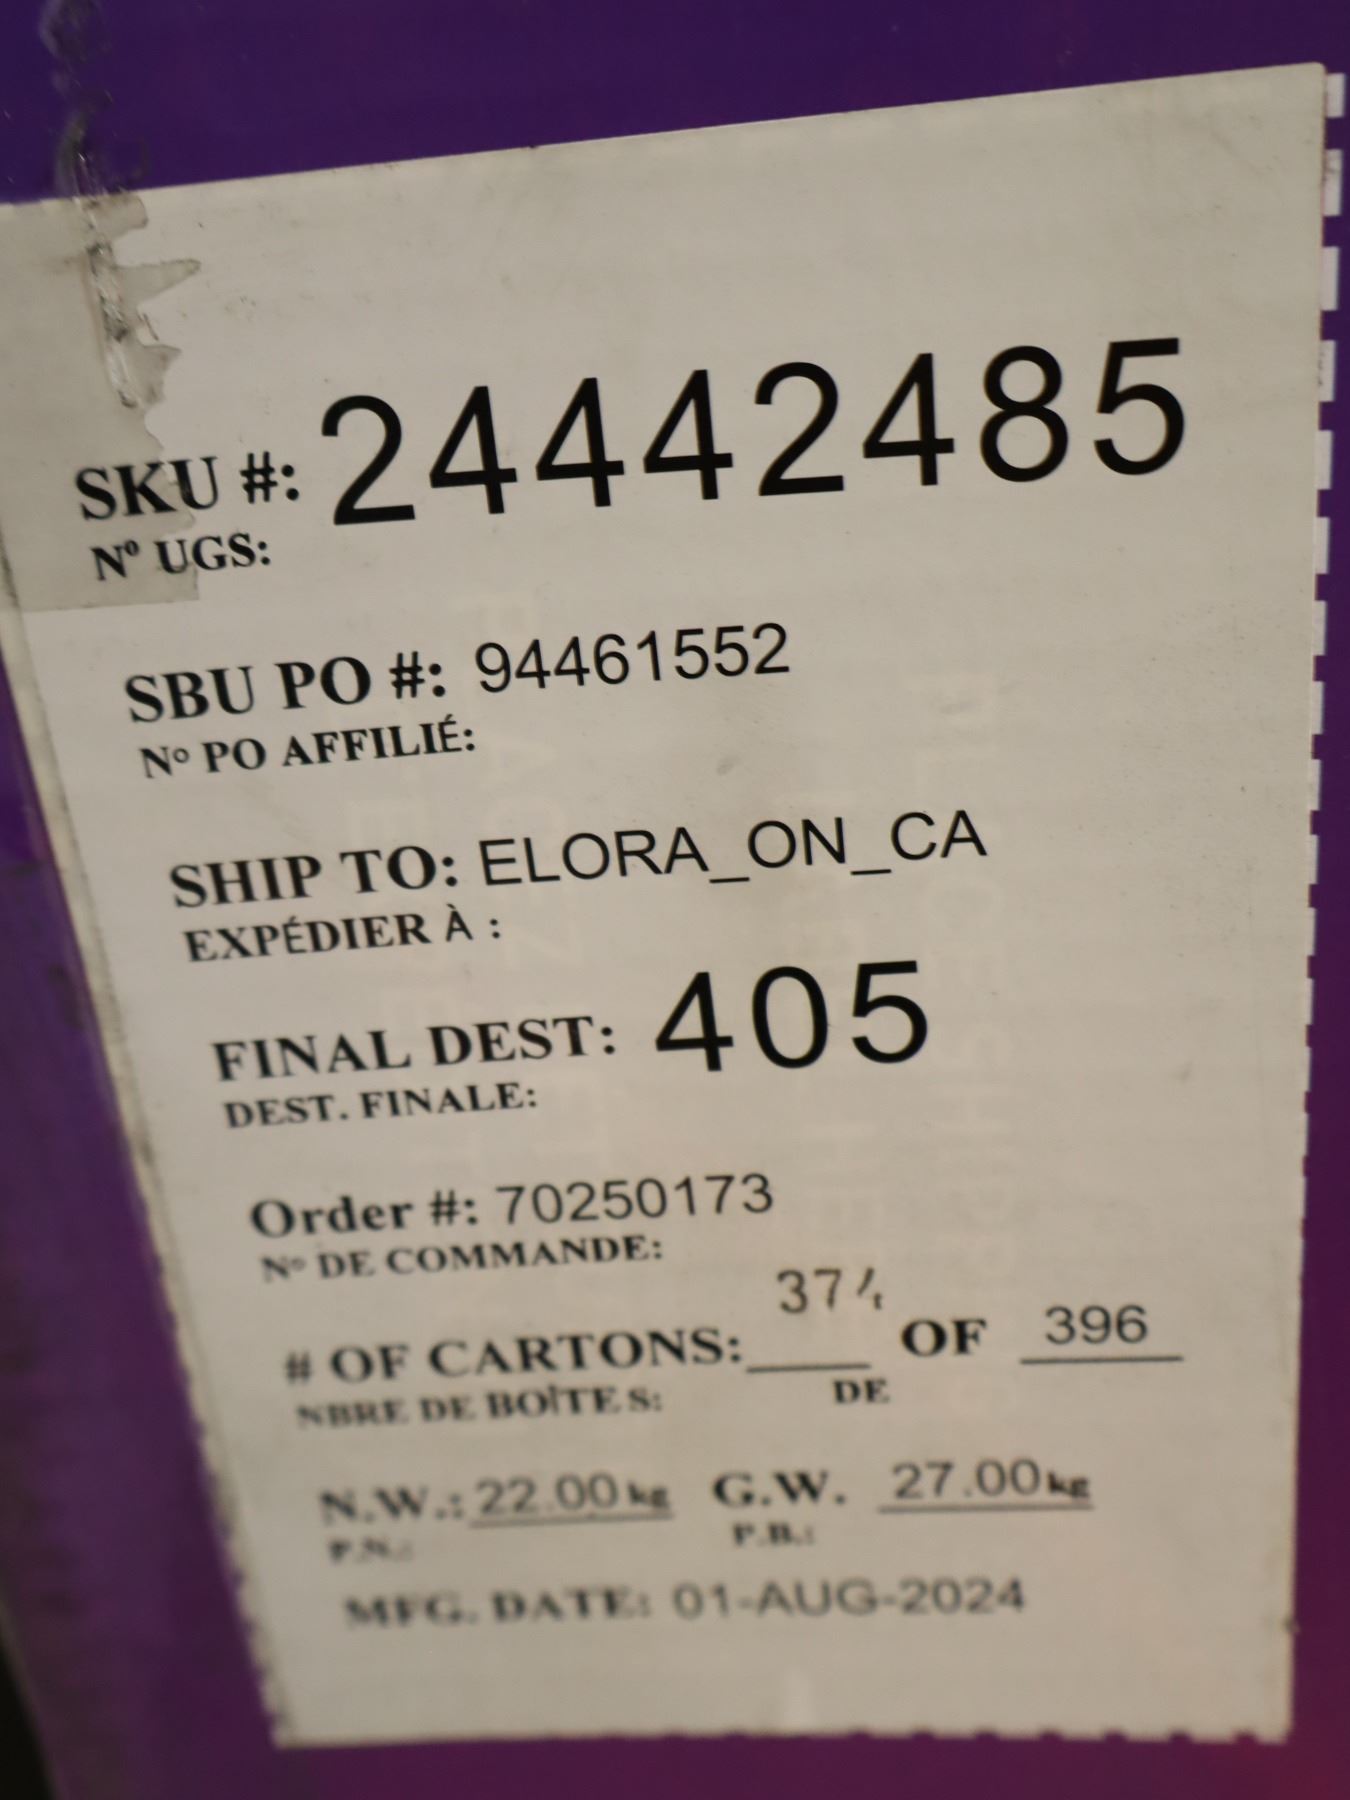 SKU #: 24442485
Nº UGS:
SBU PO #: 94461552
Nº PO AFFILIÉ:
SHIP TO: ELORA_ON_CA
EXPÉDIER À :
FINAL DEST: 405
DEST. FINALE:
Order #: 70250173
Nº DE COMMANDE:
# OF CARTONS: 374 OF 396
NBRE DE BOÎTES: DE
N.W.: 22.00kg G.W. 27.00kg
P.N.: P.B.:
MFG. DATE: 01-AUG-2024